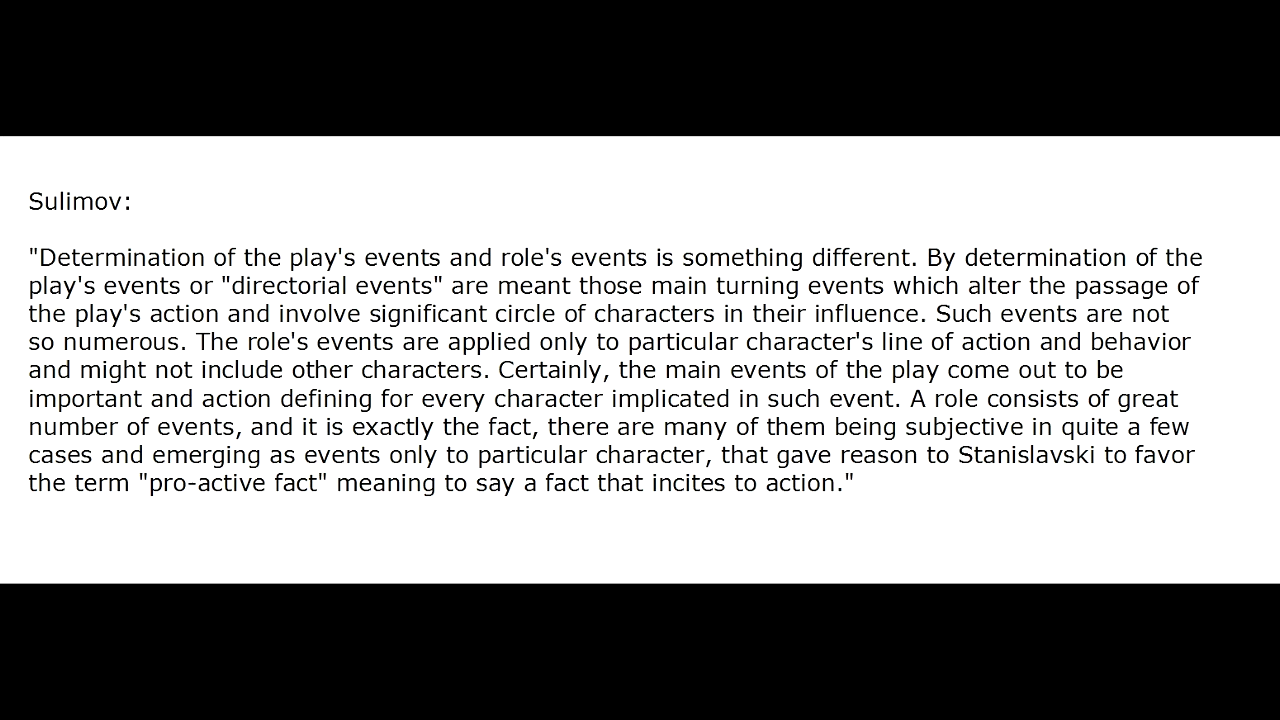 Sulimov:
"Determination of the play's events and role's events is something different. By determination of the
play's events or "directorial events" are meant those main turning events which alter the passage of
the play's action and involve significant circle of characters in their influence. Such events are not
so numerous. The role's events are applied only to particular character's line of action and behavior
and might not include other characters. Certainly, the main events of the play come out to be
important and action defining for every character implicated in such event. A role consists of great
number of events, and it is exactly the fact, there are many of them being subjective in quite a few
cases and emerging as events only to particular character, that gave reason to Stanislavski to favor
the term "pro-active fact" meaning to say a fact that incites to action."